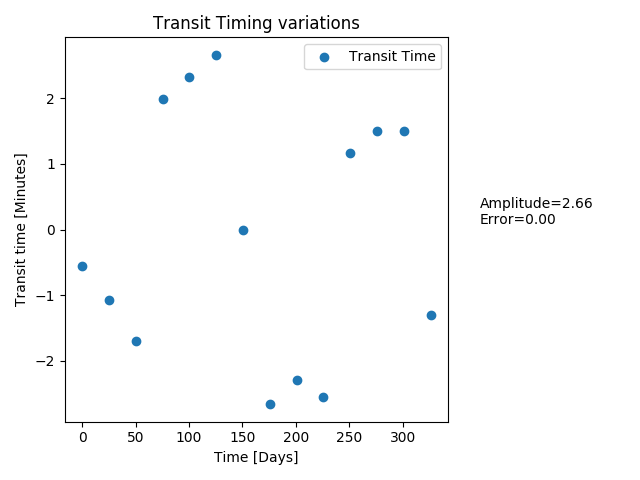 Transit Timing variations
Transit Time
Transit time [Minutes]
2
1
0
−1
−2
Amplitude=2.66
Error=0.00
0 50 100 150 200 250 300
Time [Days]